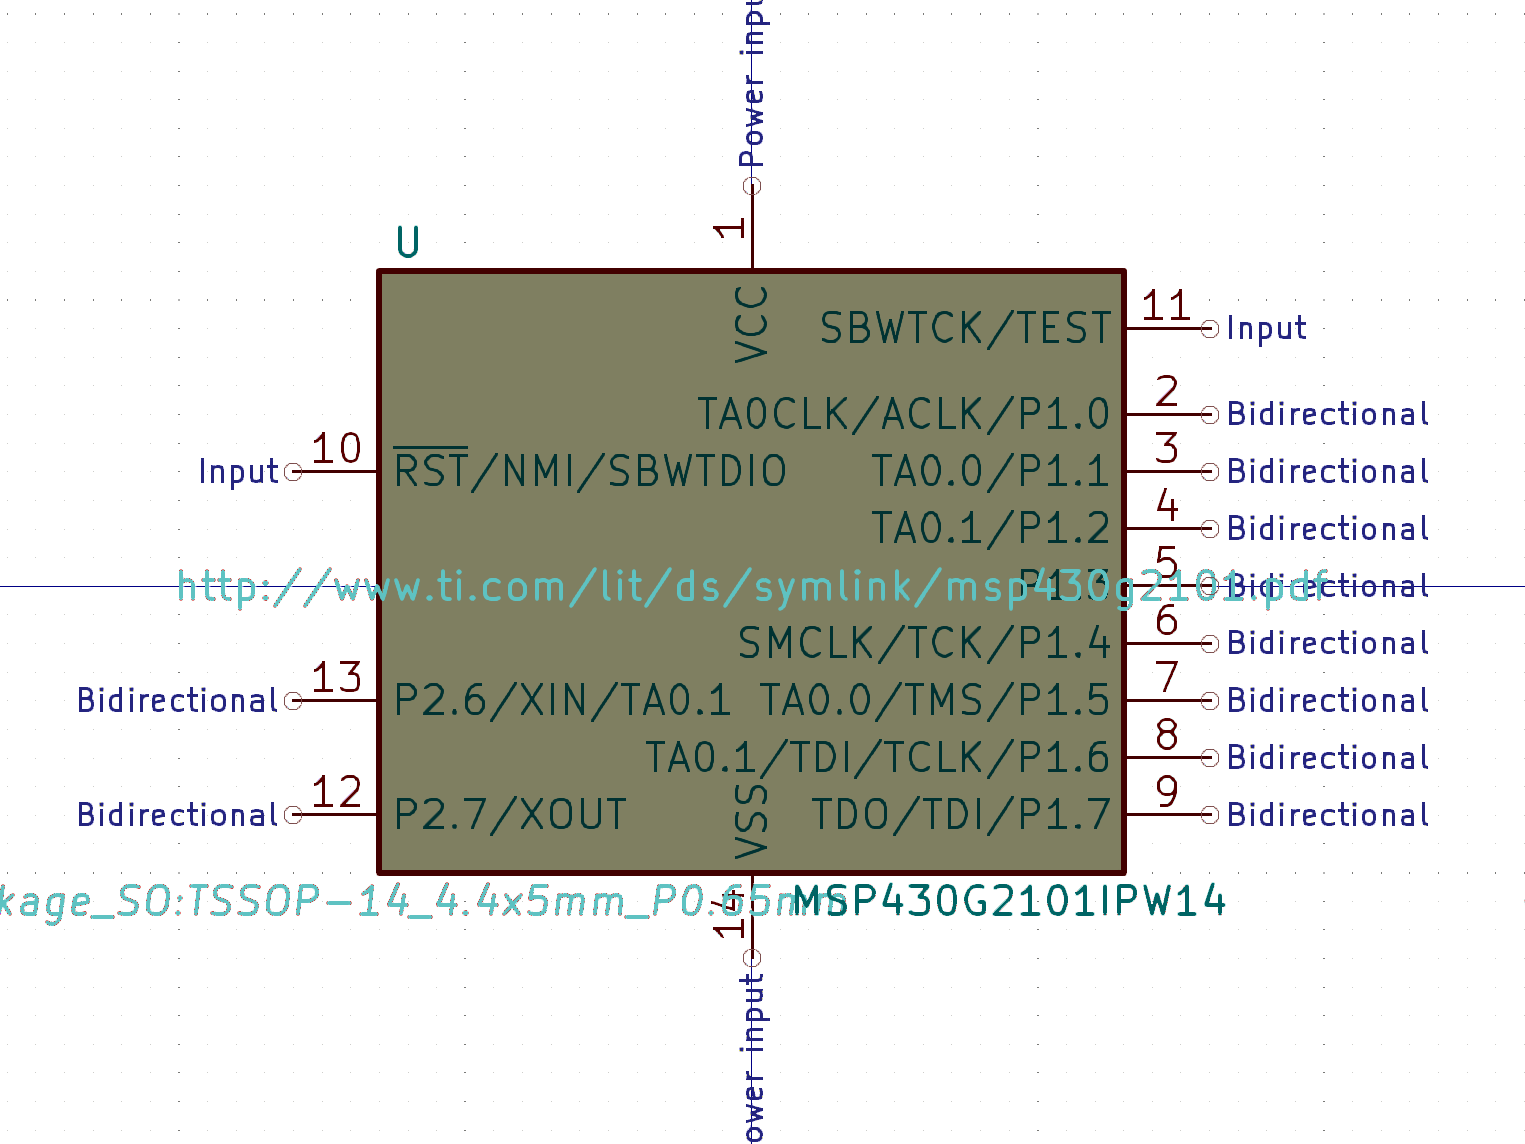 Power inpu
1
U
VCC
SBWTCK/TEST 11 Input
TA0CLK/ACLK/P1.0 2 Bidirectional
Input 10 RST/NMI/SBWTDIO TA0.0/P1.1 3 Bidirectional
TA0.1/P1.2 4 Bidirectional
P1.3 5 Bidirectional
http://www.ti.com/lit/ds/symlink/msp430g2101.pdf
SMCLK/TCK/P1.4 6 Bidirectional
Bidirectional 13 P2.6/XIN/TA0.1 TA0.0/TMS/P1.5 7 Bidirectional
TA0.1/TDI/TCLK/P1.6 8 Bidirectional
Bidirectional 12 P2.7/XOUT TDO/TDI/P1.7 9 Bidirectional
VSS
kage_SO:TSSOP-14_4.4x5mm_P0.65mm MSP430G2101IPW14
14
ower input